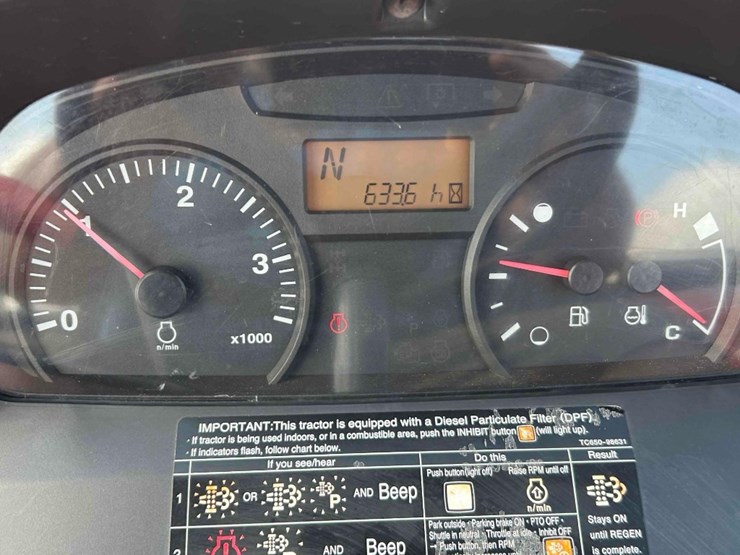 N
633.6 h
0
1
2
3
n/min
x1000
P
H
C
IMPORTANT:This tractor is equipped with a Diesel Particulate Filter (DPF).
· If tractor is being used indoors, or in a combustible area, push the INHIBIT button (will light up).
· If indicators flash, follow chart below.
TC650-98631
If you see/hear
Do this
Result
1
OR
P
AND Beep
Push button(light off)
Raise RPM until off
n/min
Stays ON
until REGEN
is complete.
2
AND Beep
Park outside · Parking brake ON · PTO OFF ·
Shuttle in neutral · Throttle at idle · Inhibit OFF
Push button, then RPM